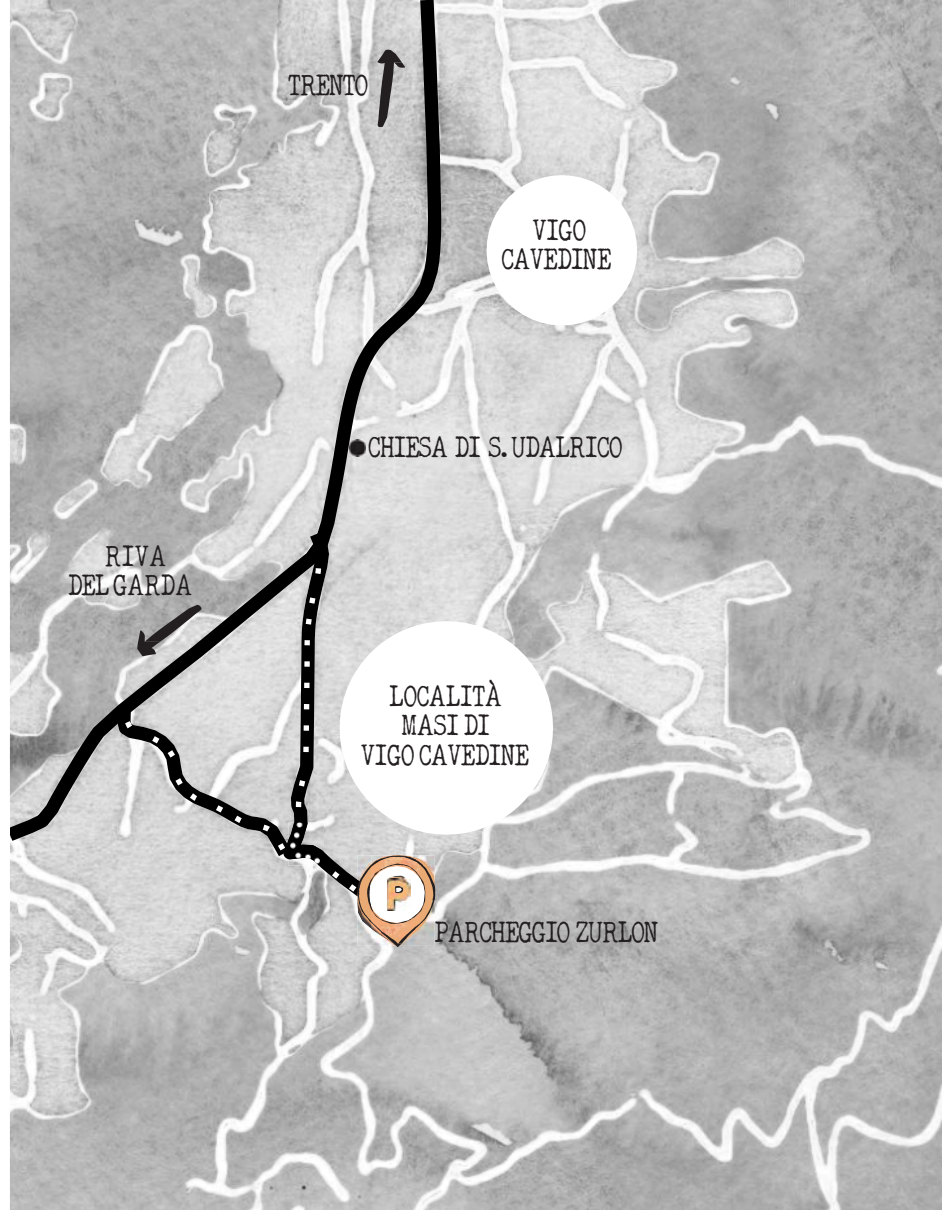 TRENTO
VIGO
CAVEDINE
CHIESA DI S. UDALRICO
RIVA
DEL GARDA
LOCALITÀ
MASI DI
VIGO CAVEDINE
P
PARCHEGGIO ZURLON